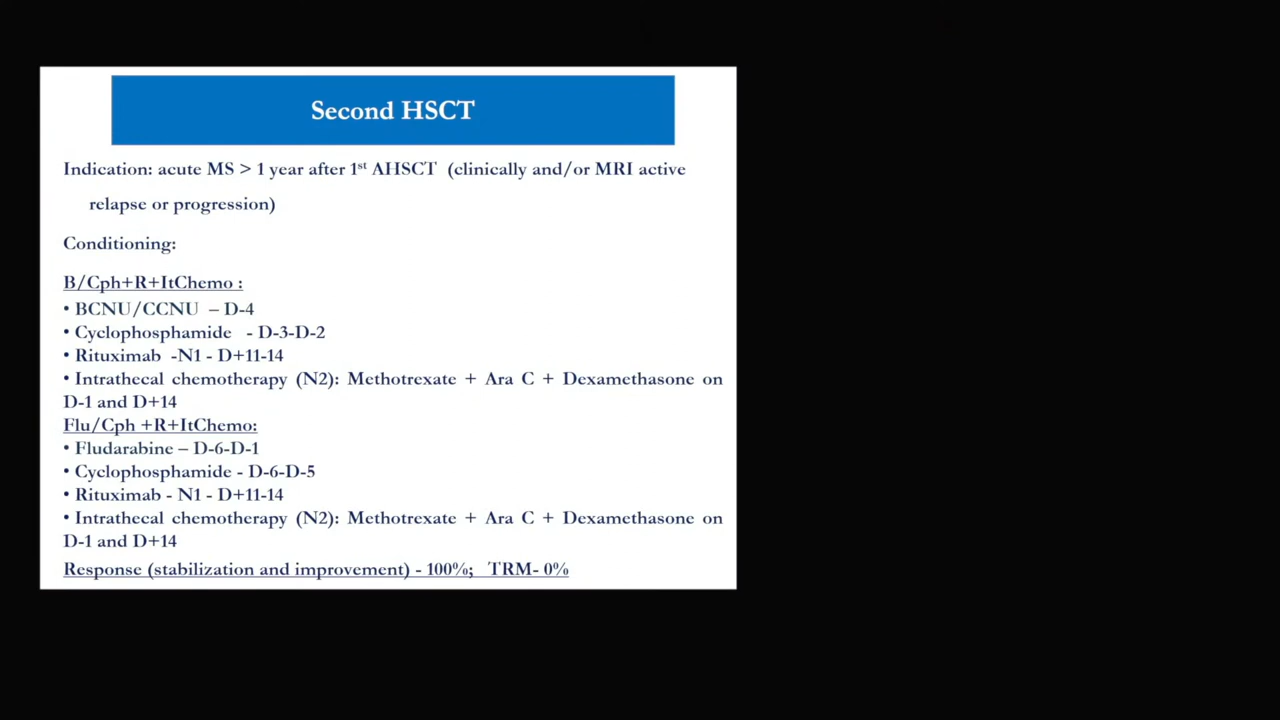 Second HSCT
Indication: acute MS > 1 year after 1st AHSCT (clinically and/or MRI active
relapse or progression)
Conditioning:
B/Cph+R+ItChemo :
• BCNU/CCNU – D-4
• Cyclophosphamide - D-3-D-2
• Rituximab -N1 - D+11-14
• Intrathecal chemotherapy (N2): Methotrexate + Ara C + Dexamethasone on
D-1 and D+14
Flu/Cph +R+ItChemo:
• Fludarabine – D-6-D-1
• Cyclophosphamide - D-6-D-5
• Rituximab - N1 - D+11-14
• Intrathecal chemotherapy (N2): Methotrexate + Ara C + Dexamethasone on
D-1 and D+14
Response (stabilization and improvement) - 100%; TRM- 0%